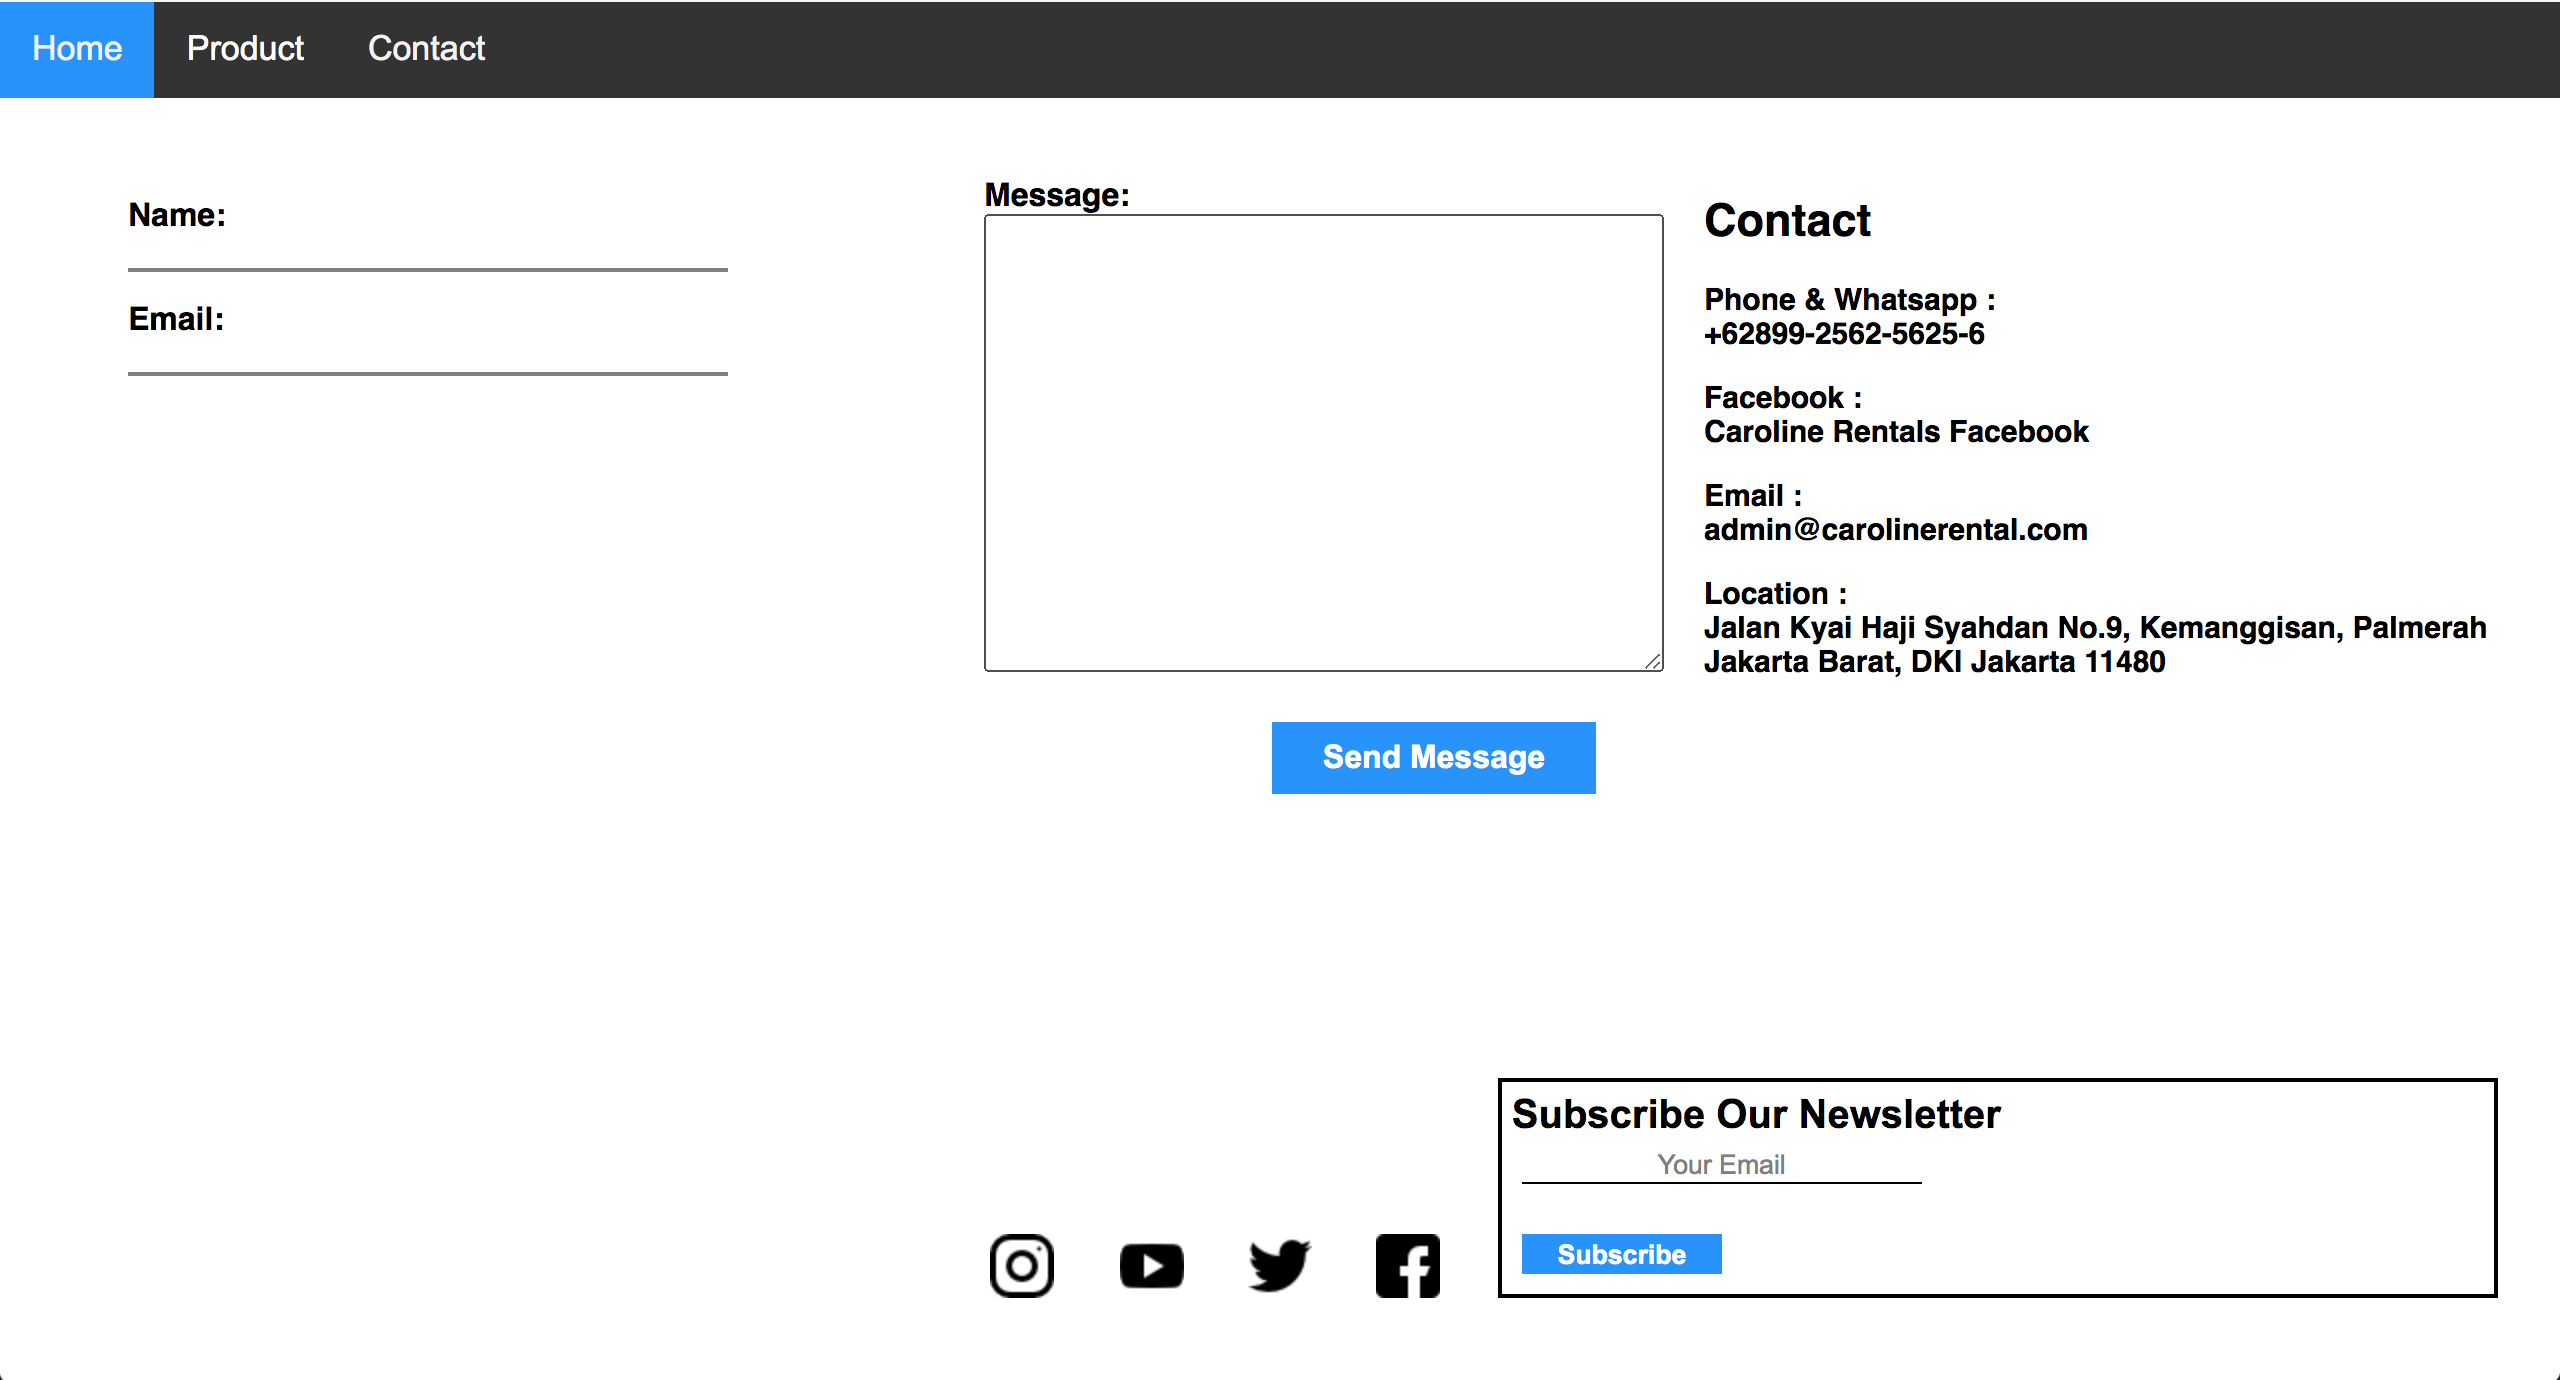 Home
Product
Contact
Name:
Email:
Message:
Send Message
Contact
Phone & Whatsapp :
+62899-2562-5625-6
Facebook :
Caroline Rentals Facebook
Email :
admin@carolinerental.com
Location :
Jalan Kyai Haji Syahdan No.9, Kemanggisan, Palmerah
Jakarta Barat, DKI Jakarta 11480
Subscribe Our Newsletter
Your Email
Subscribe